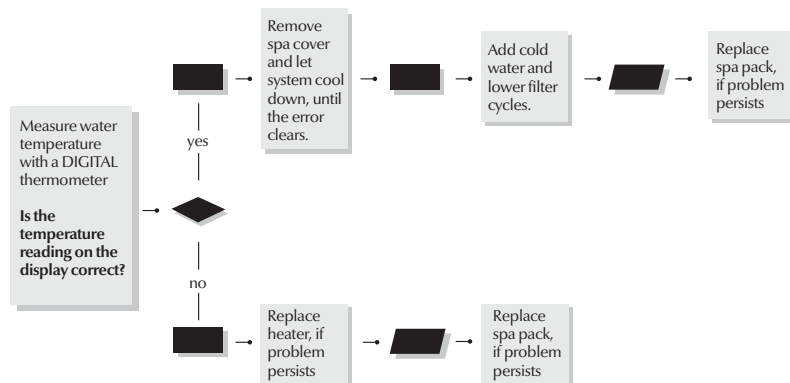 Measure water
temperature
with a DIGITAL
thermometer
Is the
temperature
reading on the
display correct?
yes
Remove
spa cover
and let
system cool
down, until
the error
clears.
Add cold
water and
lower filter
cycles.
Replace
spa pack,
if problem
persists
no
Replace
heater, if
problem
persists
Replace
spa pack,
if problem
persists